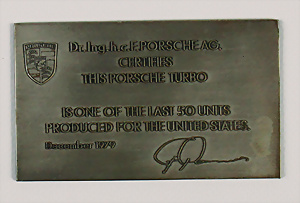 Dr. Ing. h.c. F. PORSCHE AG.
CERTIFIES
THIS PORSCHE TURBO
IS ONE OF THE LAST 50 UNITS
PRODUCED FOR THE UNITED STATES
December 1979